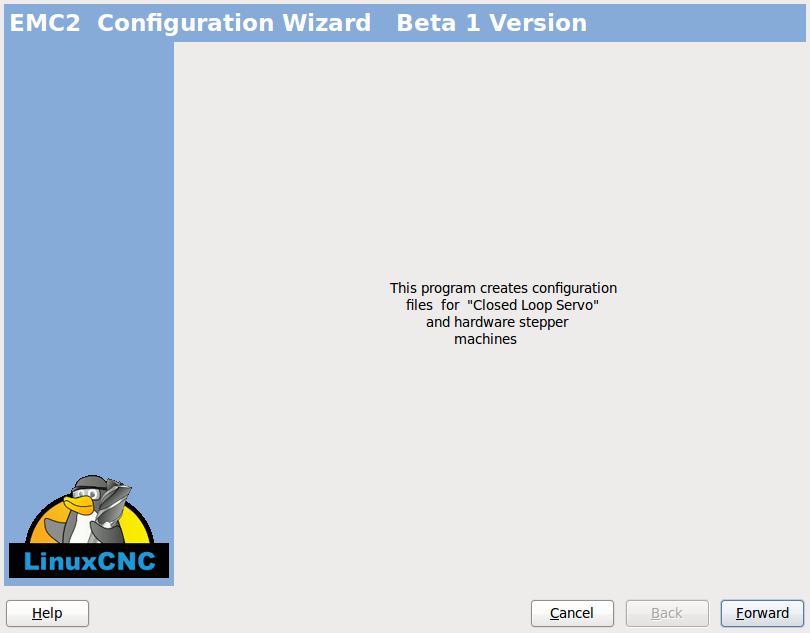 EMC2  Configuration Wizard   Beta 1 Version
This program creates configuration
files  for  "Closed Loop Servo"
and hardware stepper
machines
LinuxCNC
Help
Cancel
Back
Forward